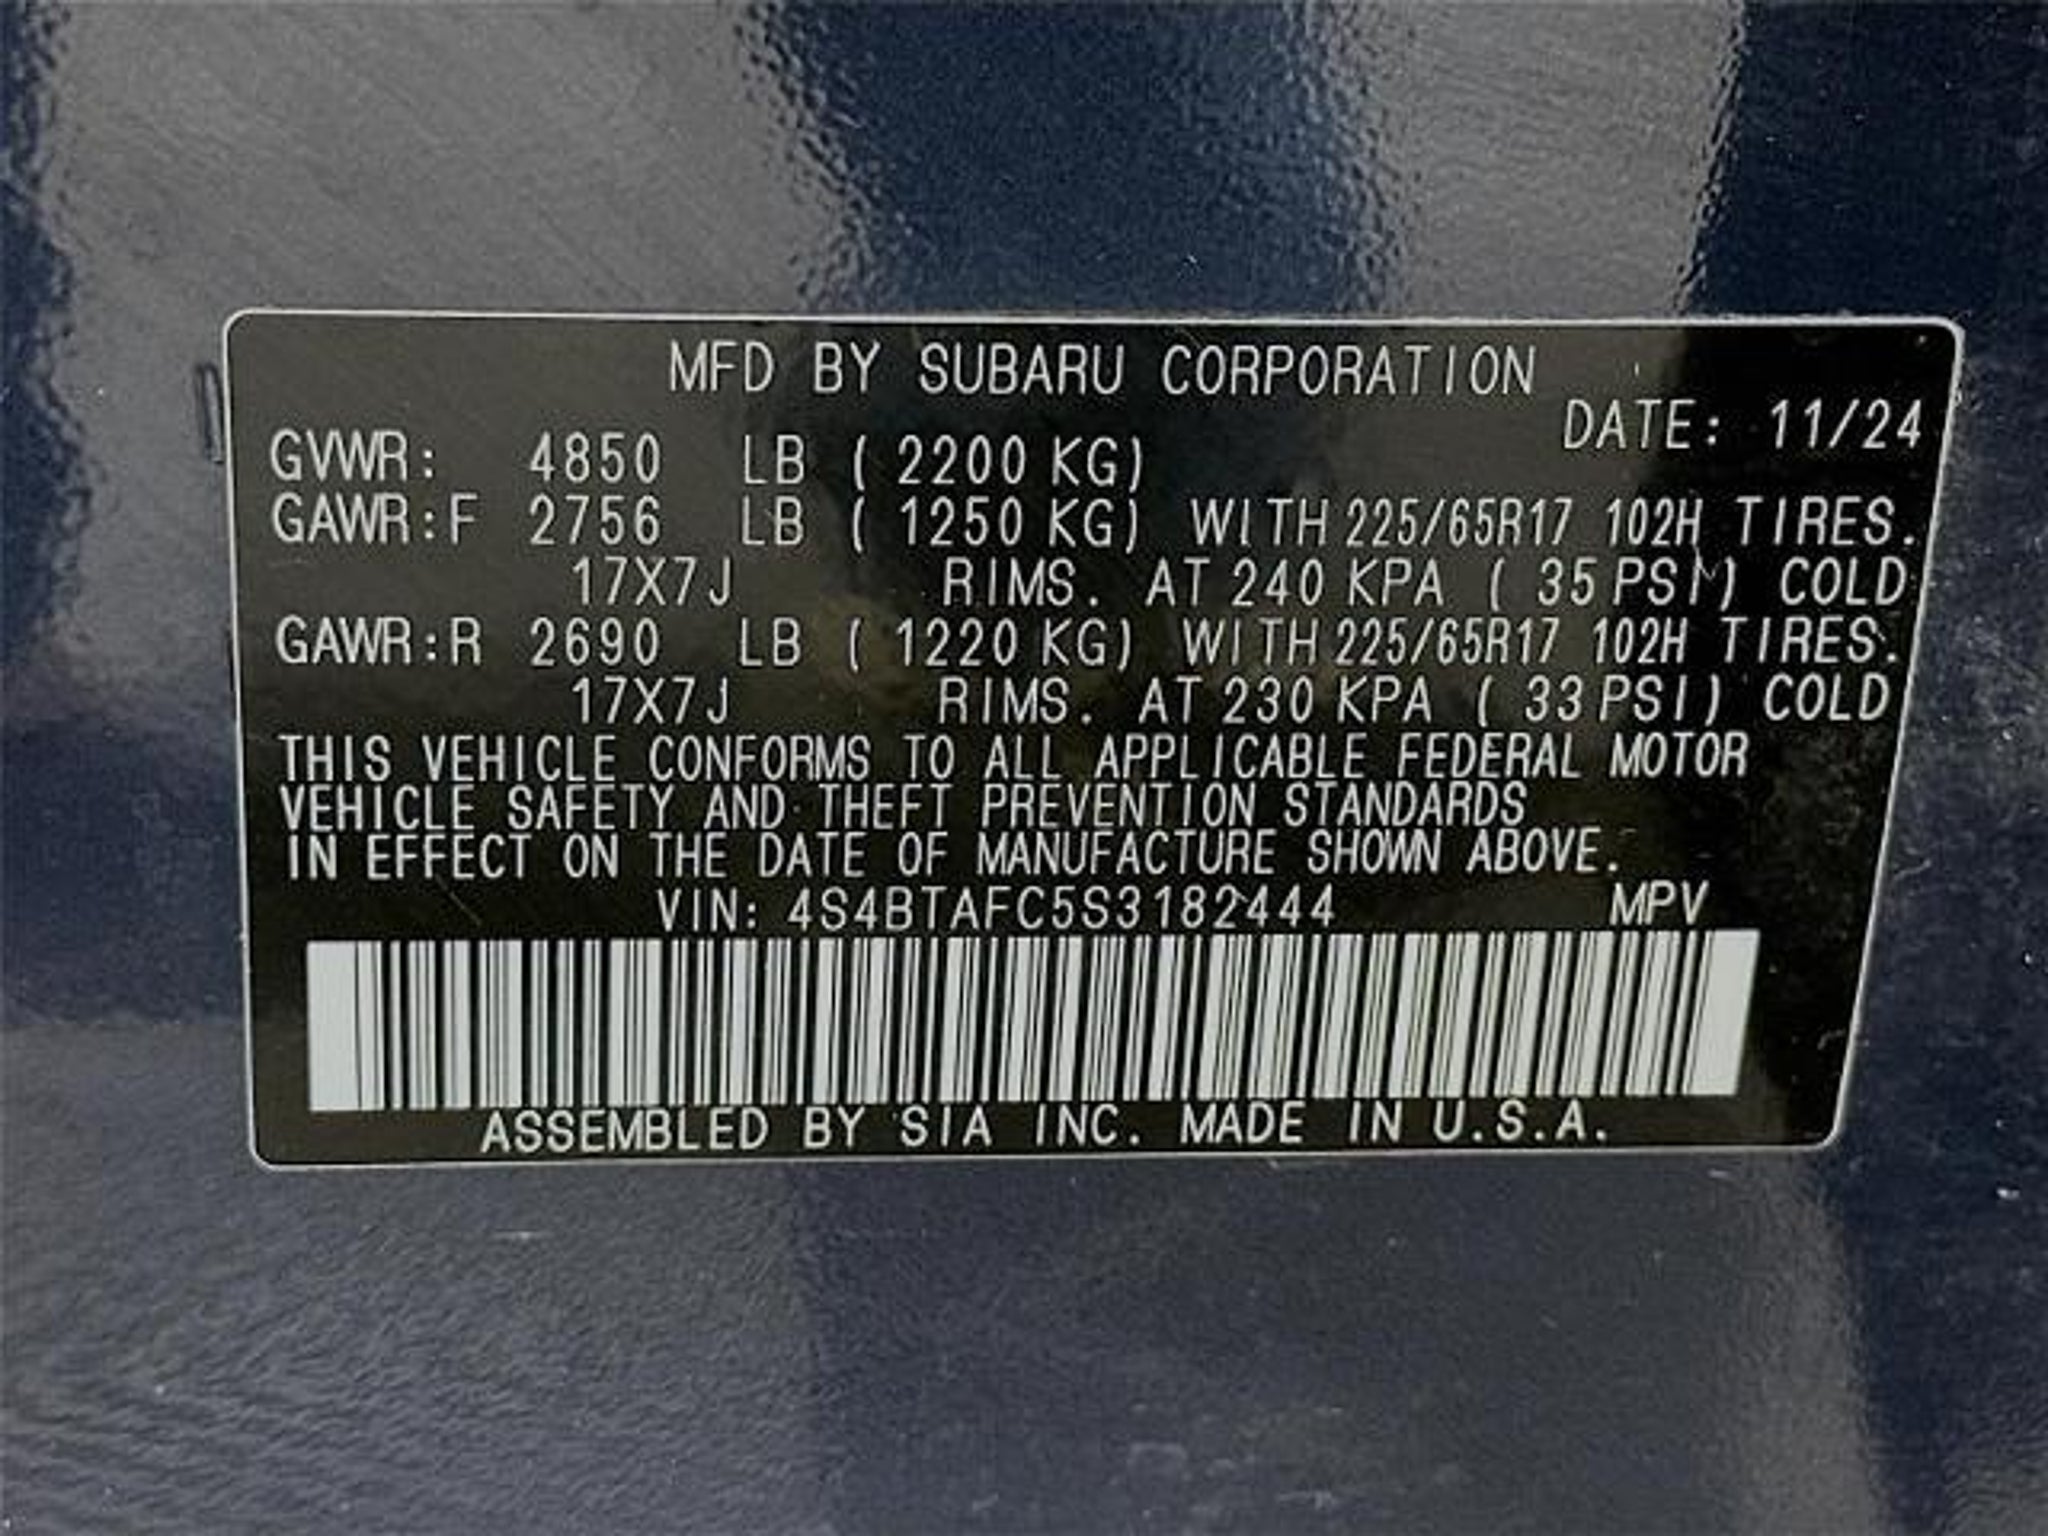 MFD BY SUBARU CORPORATION
DATE: 11/24
GVWR: 4850 LB ( 2200 KG)
GAWR:F 2756 LB ( 1250 KG) WITH 225/65R17 102H TIRES.
17X7J RIMS. AT 240 KPA ( 35 PSI) COLD
GAWR:R 2690 LB ( 1220 KG) WITH 225/65R17 102H TIRES.
17X7J RIMS. AT 230 KPA ( 33 PSI) COLD
THIS VEHICLE CONFORMS TO ALL APPLICABLE FEDERAL MOTOR
VEHICLE SAFETY AND THEFT PREVENTION STANDARDS
IN EFFECT ON THE DATE OF MANUFACTURE SHOWN ABOVE.
VIN: 4S4BTAFC5S3182444 MPV
ASSEMBLED BY SIA INC. MADE IN U.S.A.